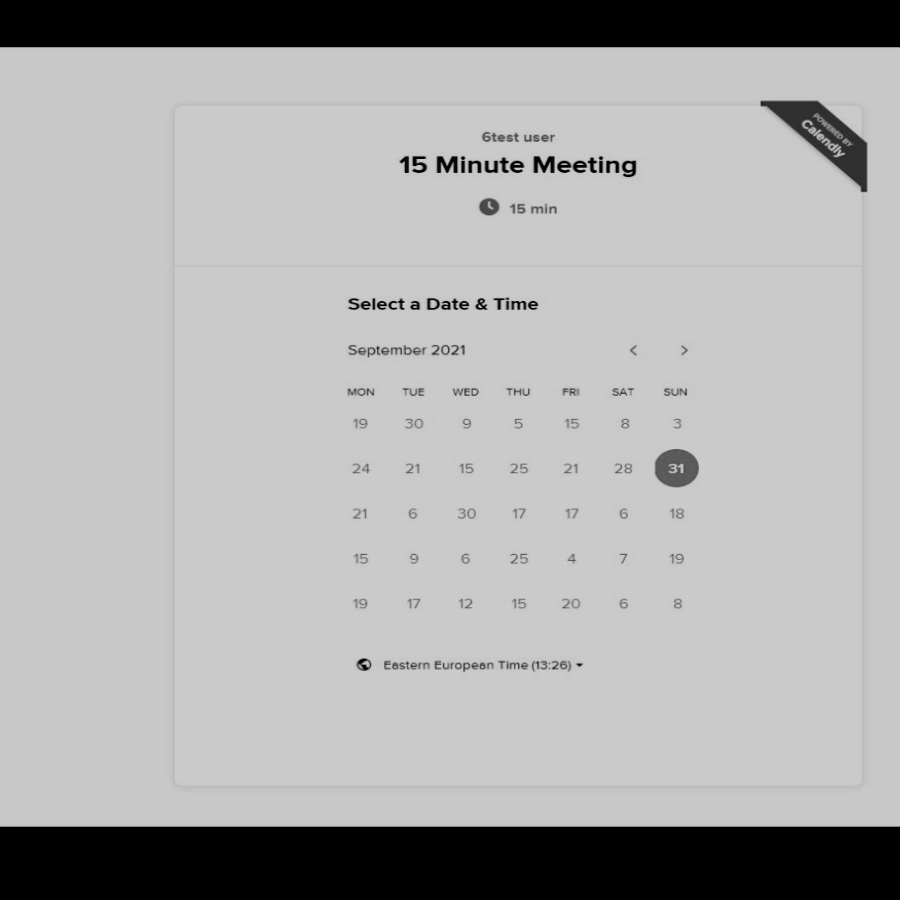 POWERED BY
Calendly
6test user
15 Minute Meeting
15 min
Select a Date & Time
September 2021
MON TUE WED THU FRI SAT SUN
19 30 9 5 15 8 3
24 21 15 25 21 28 31
21 6 30 17 17 6 18
15 9 6 25 4 7 19
19 17 12 15 20 6 8
Eastern European Time (13:26)